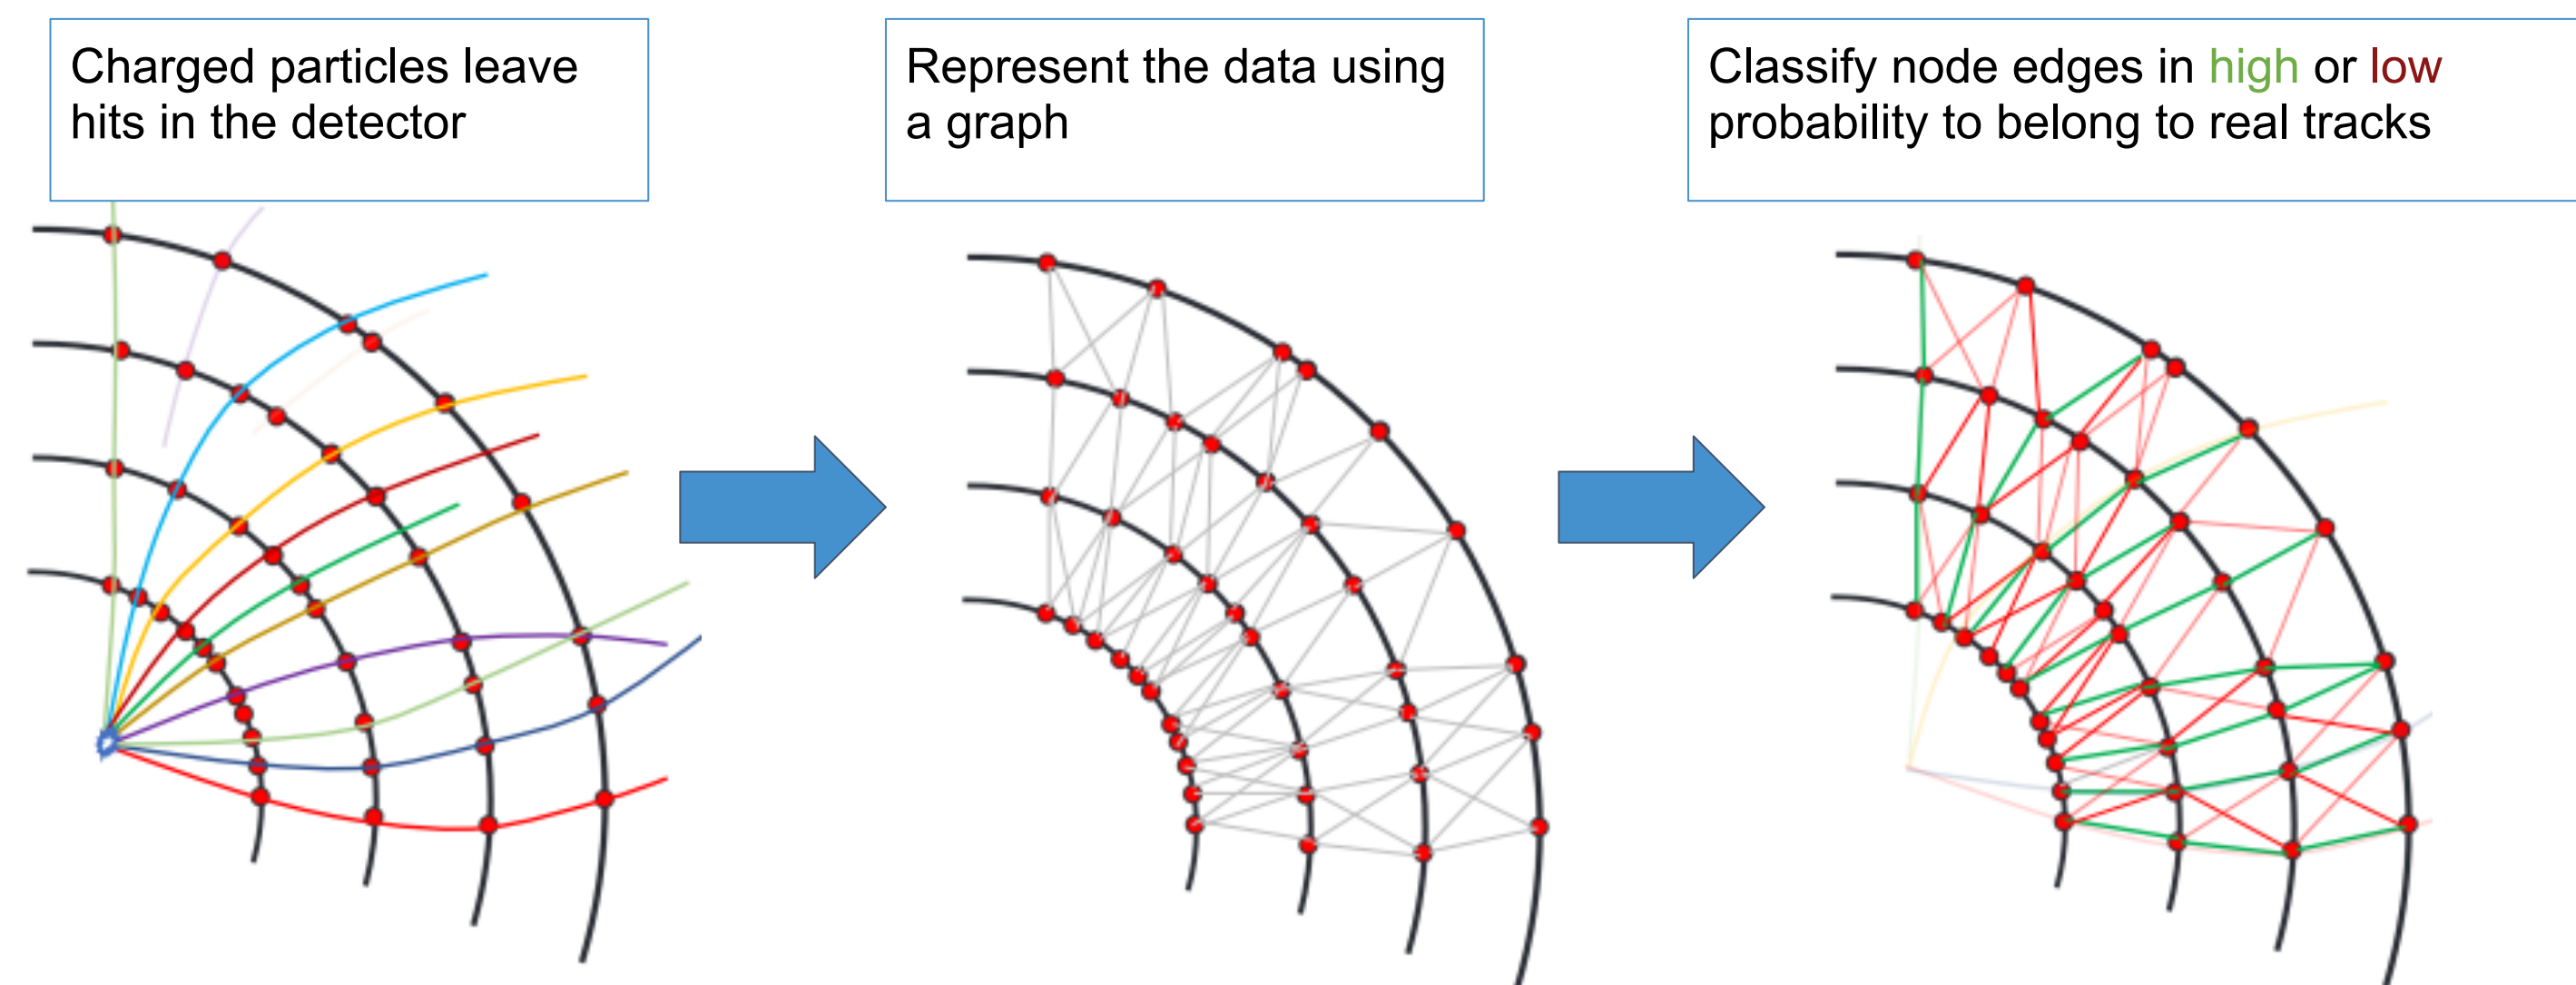 Charged particles leave
hits in the detector
Represent the data using
a graph
Classify node edges in high or low
probability to belong to real tracks